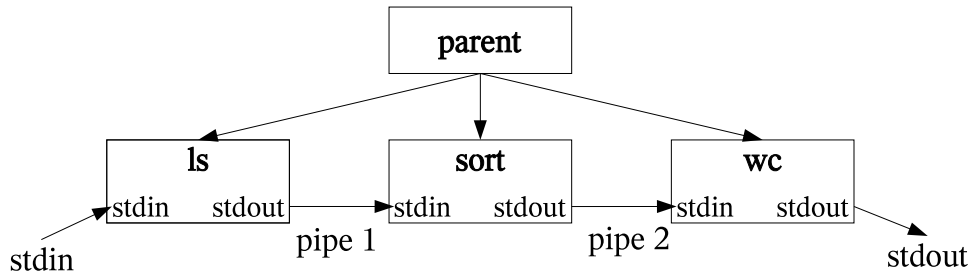 parent
ls
sort
wc
stdin stdout
stdin stdout
stdin stdout
pipe 1
pipe 2
stdin
stdout